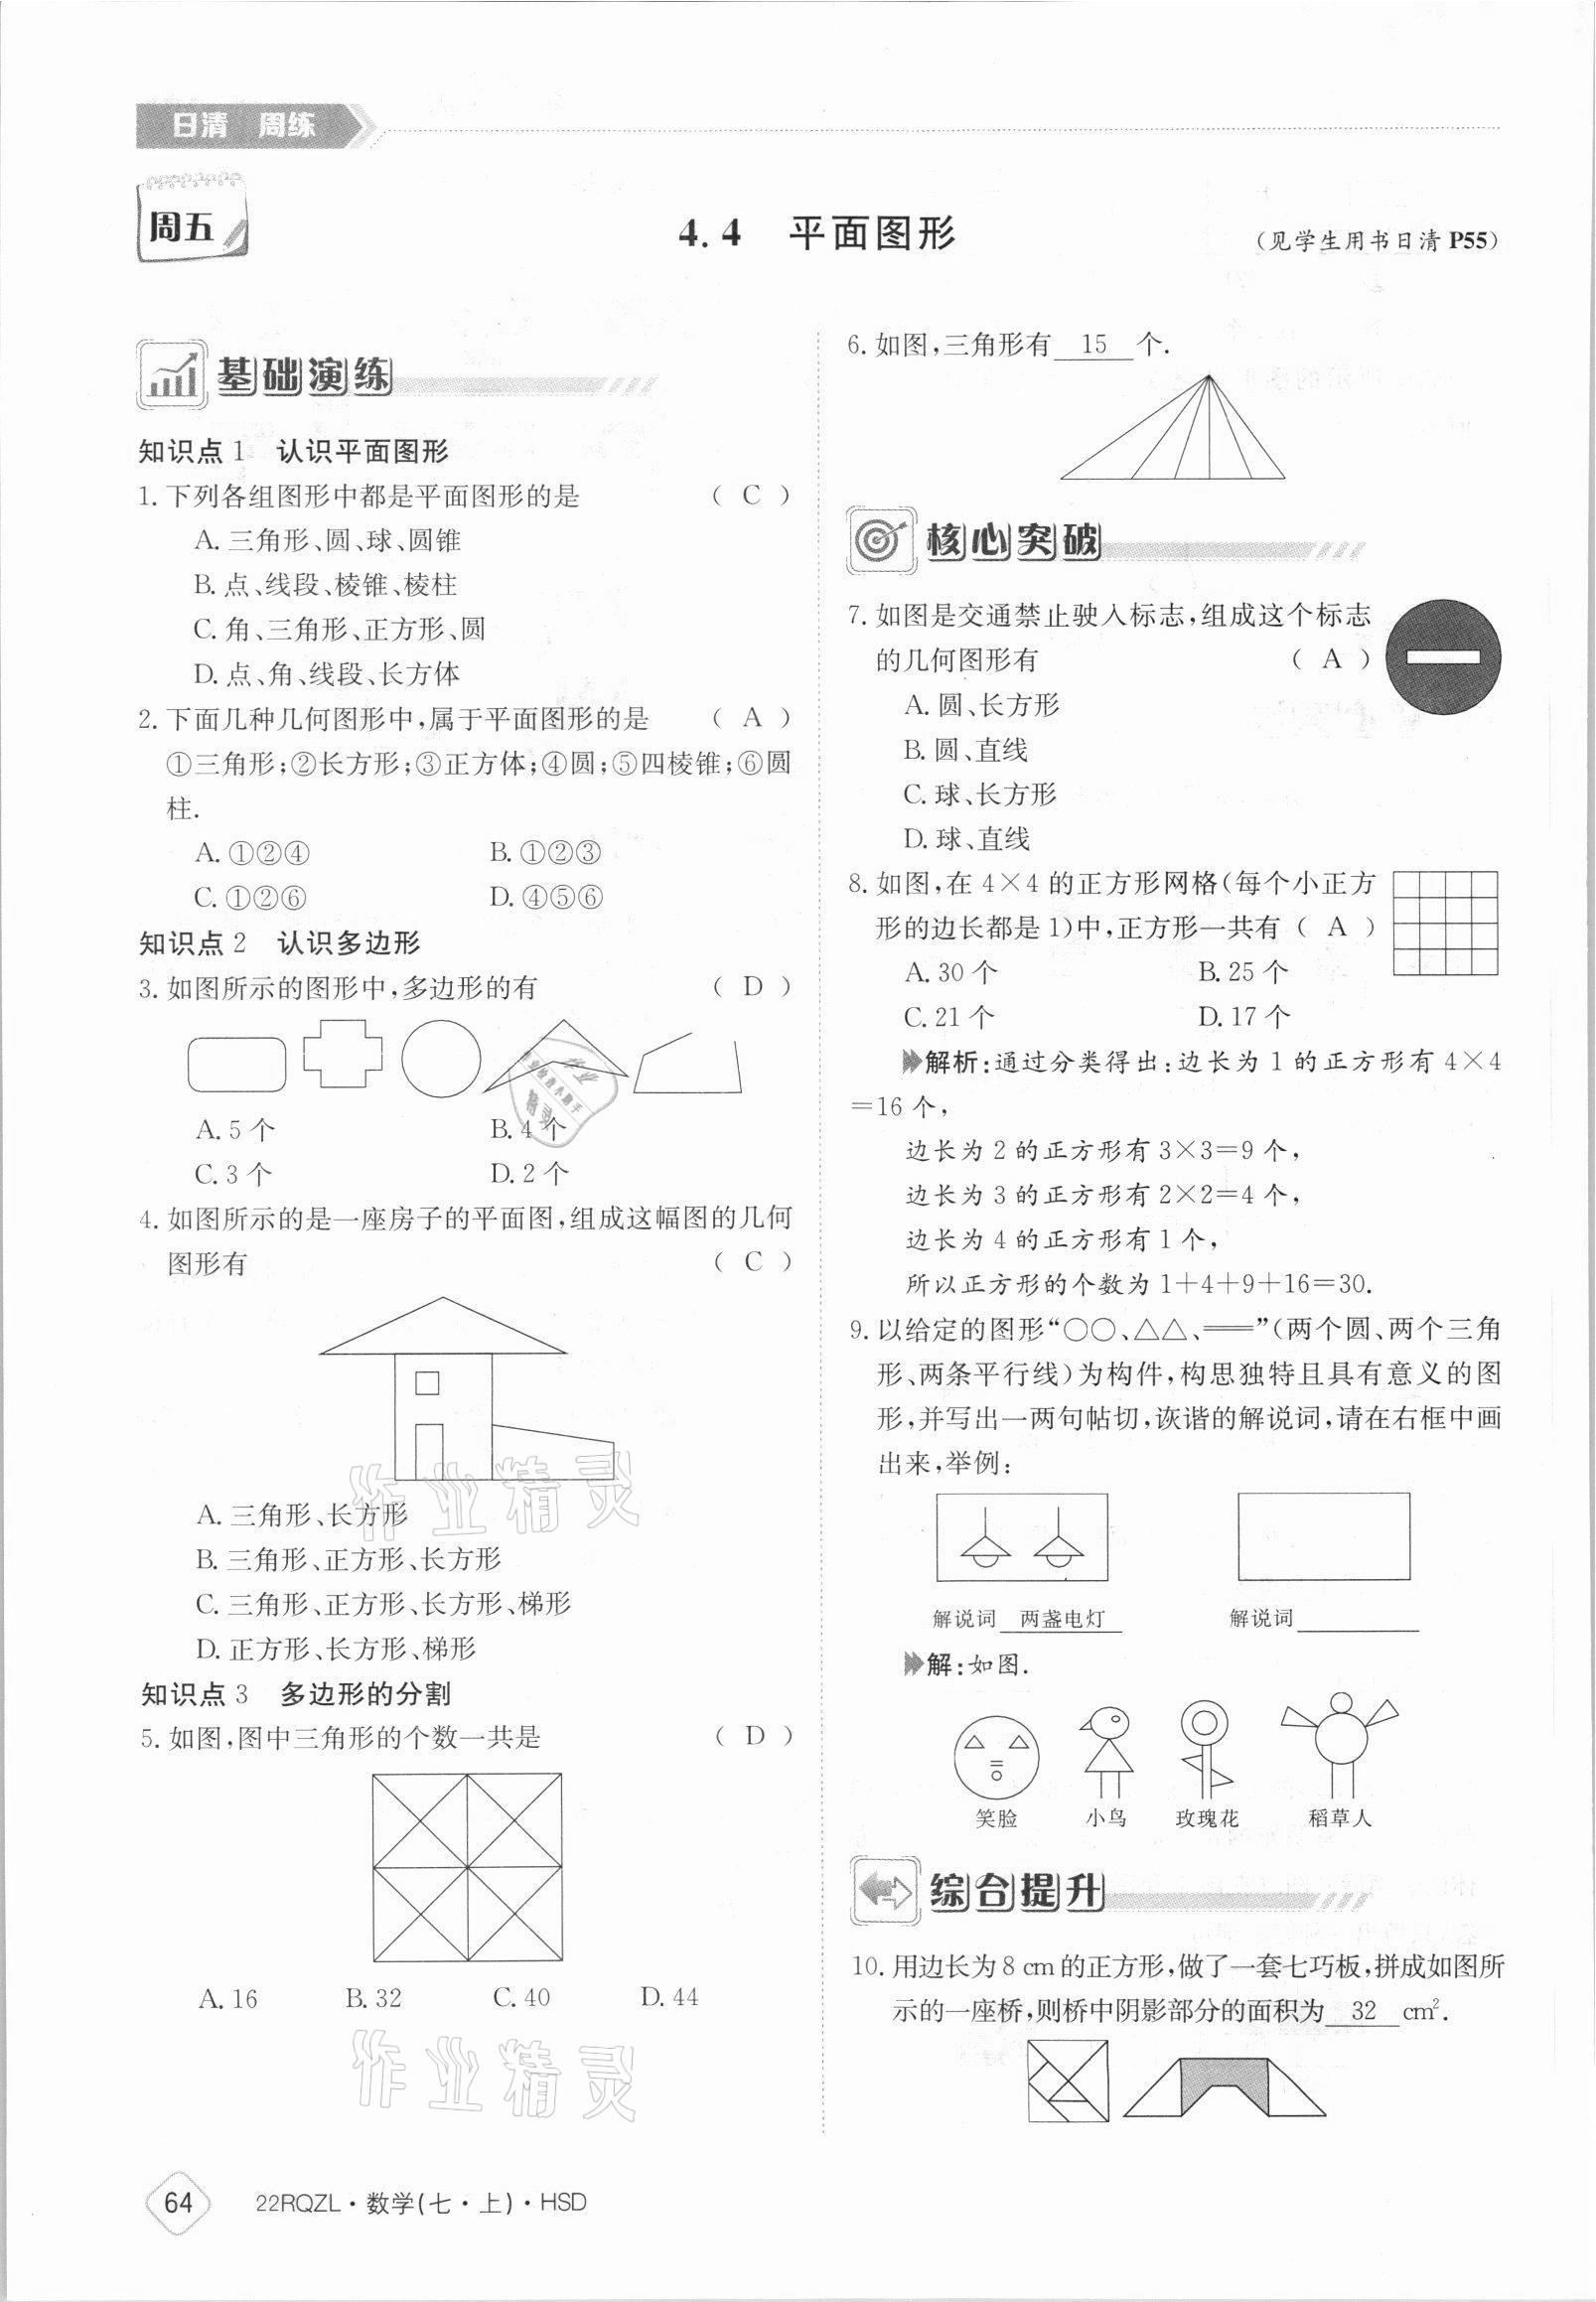 日清 周练
周五
4.4 平面图形
(见学生用书日清 P55)
基础演练
知识点 1 认识平面图形
1. 下列各组图形中都是平面图形的是 ( C )
A. 三角形、圆、球、圆锥
B. 点、线段、棱锥、棱柱
C. 角、三角形、正方形、圆
D. 点、角、线段、长方体
2. 下面几种几何图形中,属于平面图形的是 ( A )
①三角形;②长方形;③正方体;④圆;⑤四棱锥;⑥圆
柱.
A. ①②④ B. ①②③
C. ①②⑥ D. ④⑤⑥
知识点 2 认识多边形
3. 如图所示的图形中,多边形的有 ( D )
A. 5 个 B. 4 个
C. 3 个 D. 2 个
4. 如图所示的是一座房子的平面图,组成这幅图的几何
图形有 ( C )
A. 三角形、长方形
B. 三角形、正方形、长方形
C. 三角形、正方形、长方形、梯形
D. 正方形、长方形、梯形
知识点 3 多边形的分割
5. 如图,图中三角形的个数一共是 ( D )
A. 16 B. 32 C. 40 D. 44
6. 如图,三角形有 15 个.
核心突破
7. 如图是交通禁止驶入标志,组成这个标志
的几何图形有 ( A )
A. 圆、长方形
B. 圆、直线
C. 球、长方形
D. 球、直线
8. 如图,在 4×4 的正方形网格(每个小正方
形的边长都是 1)中,正方形一共有 ( A )
A. 30 个 B. 25 个
C. 21 个 D. 17 个
解析:通过分类得出:边长为 1 的正方形有 4×4
=16 个,
边长为 2 的正方形有 3×3=9 个,
边长为 3 的正方形有 2×2=4 个,
边长为 4 的正方形有 1 个,
所以正方形的个数为 1+4+9+16=30.
9. 以给定的图形“○○、△△、═”(两个圆、两个三角
形、两条平行线)为构件,构思独特且具有意义的图
形,并写出一两句帖切,诙谐的解说词,请在右框中画
出来,举例:
解说词 两盏电灯 解说词
解:如图.
笑脸 小鸟 玫瑰花 稻草人
综合提升
10. 用边长为 8 cm 的正方形,做了一套七巧板,拼成如图所
示的一座桥,则桥中阴影部分的面积为 32 cm².
64 22RQZL·数学(七·上)·HSD
作业精灵
作业精灵